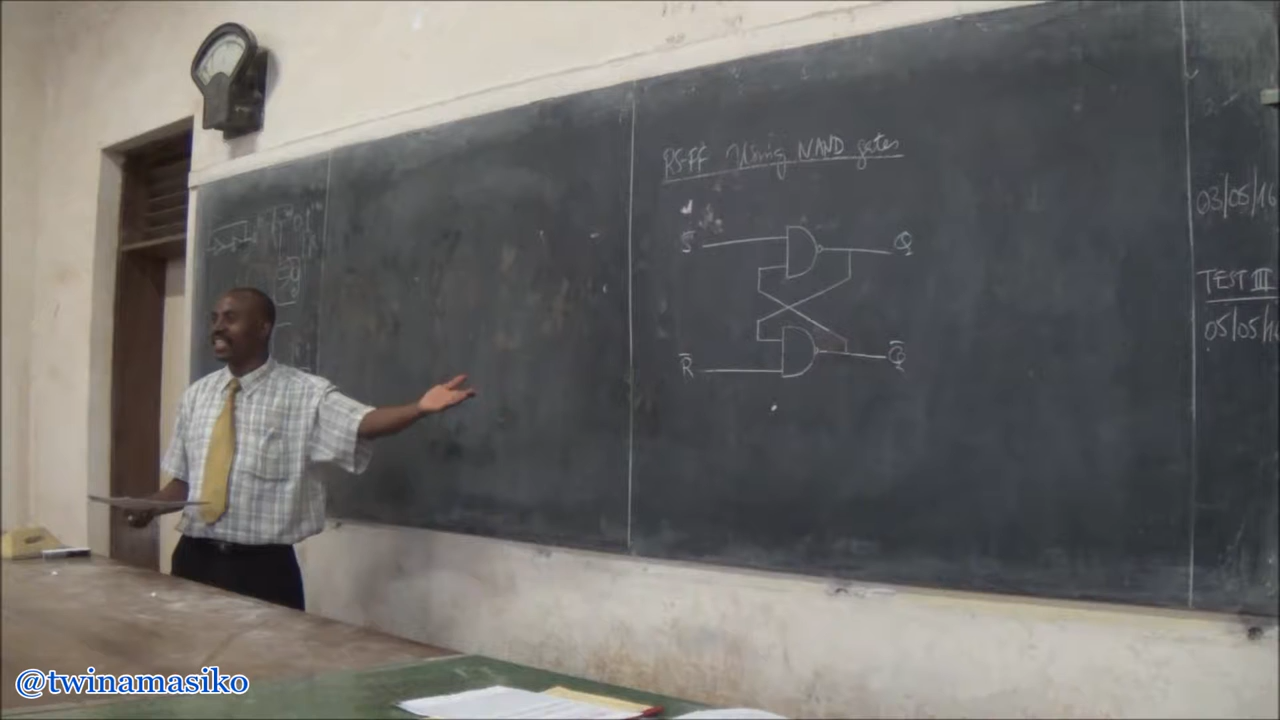 RS-FF Using NAND gates
S̅ Q
R̅ Q̅
03/05/16
TEST III
05/05/16
@twinamasiko